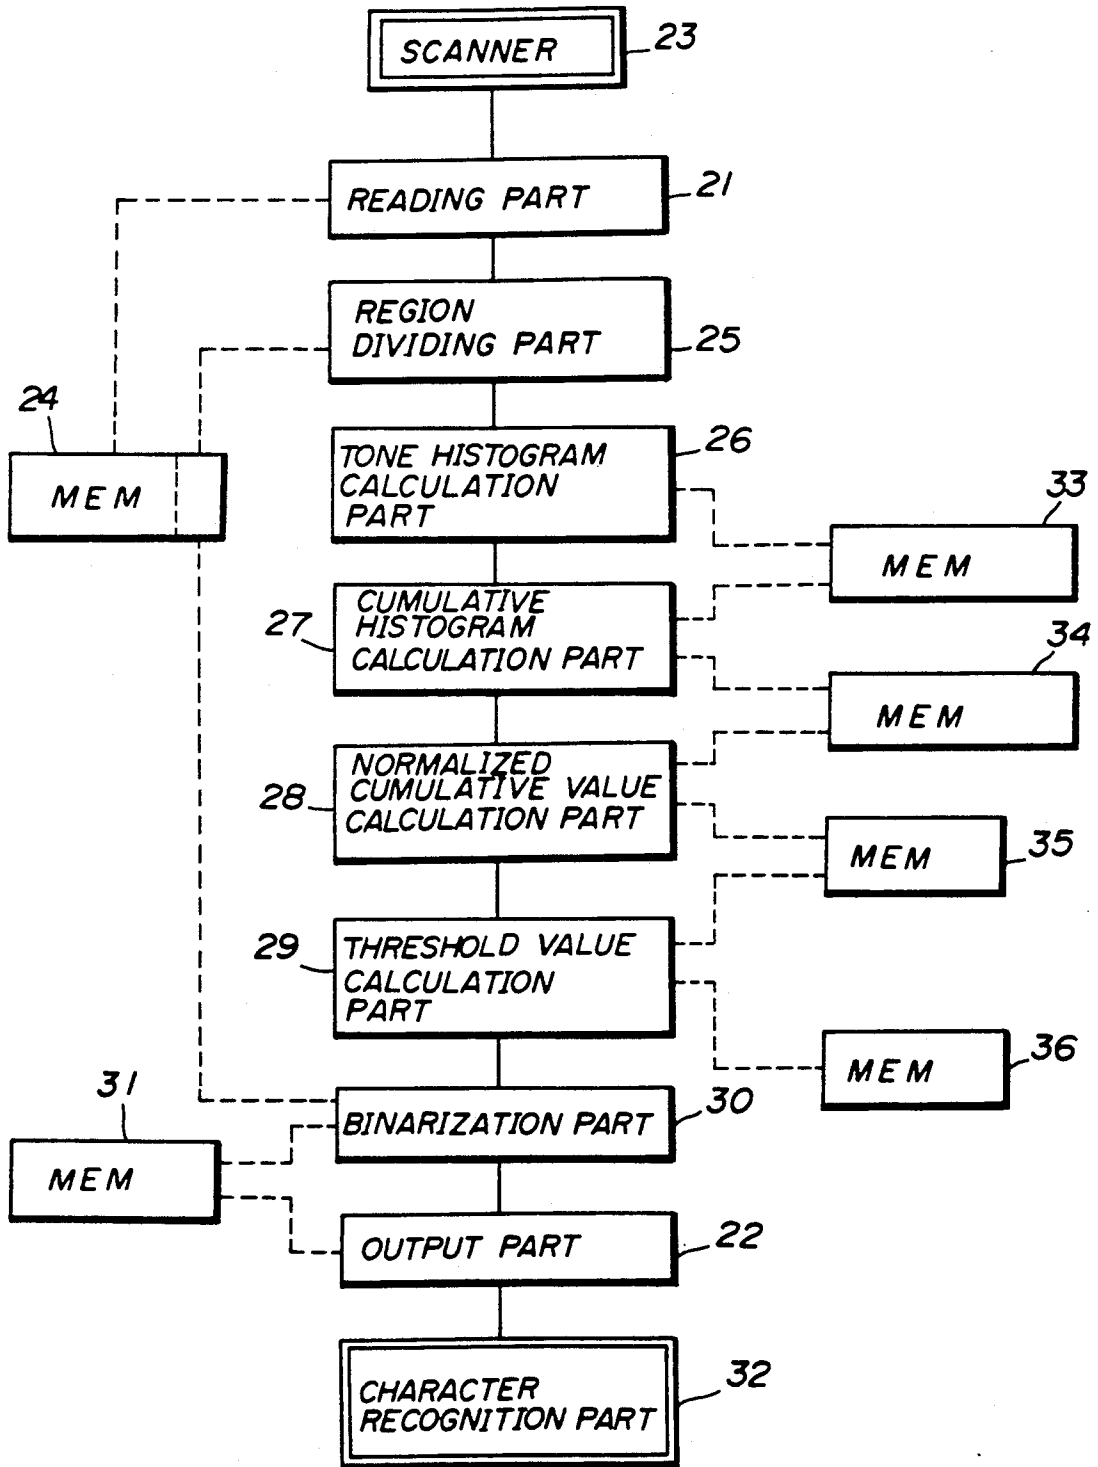 SCANNER
23
READING PART
21
REGION
DIVIDING PART
25
24
MEM
TONE HISTOGRAM
CALCULATION
PART
26
33
MEM
CUMULATIVE
HISTOGRAM
CALCULATION PART
27
34
MEM
NORMALIZED
CUMULATIVE VALUE
CALCULATION PART
28
35
MEM
THRESHOLD VALUE
CALCULATION
PART
29
36
MEM
31
MEM
BINARIZATION PART
30
OUTPUT PART
22
CHARACTER
RECOGNITION PART
32